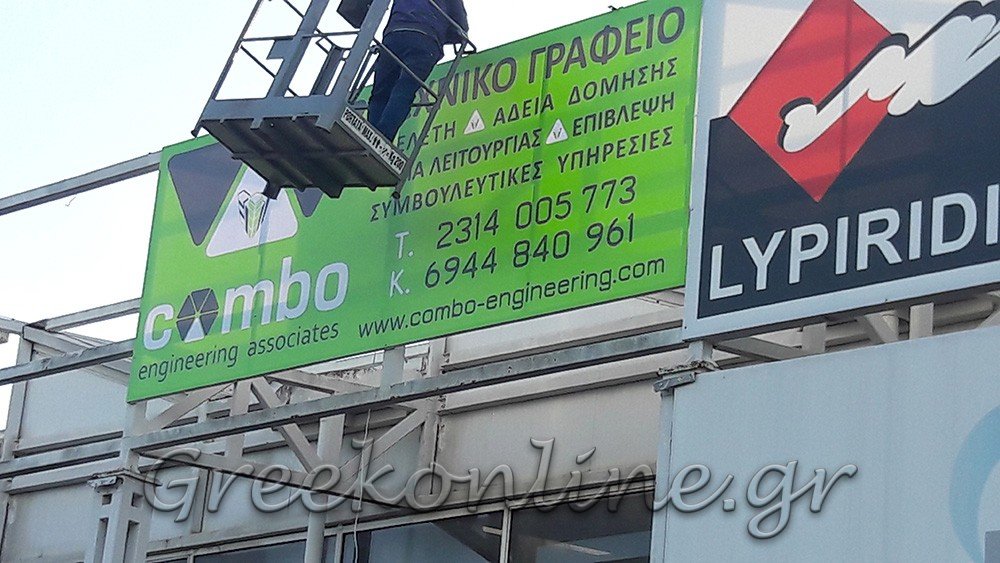 ΓΡΑΦΕΙΟ
ΑΔΕΙΑ ΔΟΜΗΣΗΣ
ΛΕΙΤΟΥΡΓΙΑΣ ΕΠΙΒΛΕΨΗ
ΣΥΜΒΟΥΛΕΥΤΙΚΕΣ ΥΠΗΡΕΣΙΕΣ
Τ. 2314 005 773
Κ. 6944 840 961
www.combo-engineering.com
combo
engineering associates
LYPIRIDI
Greekonline.gr